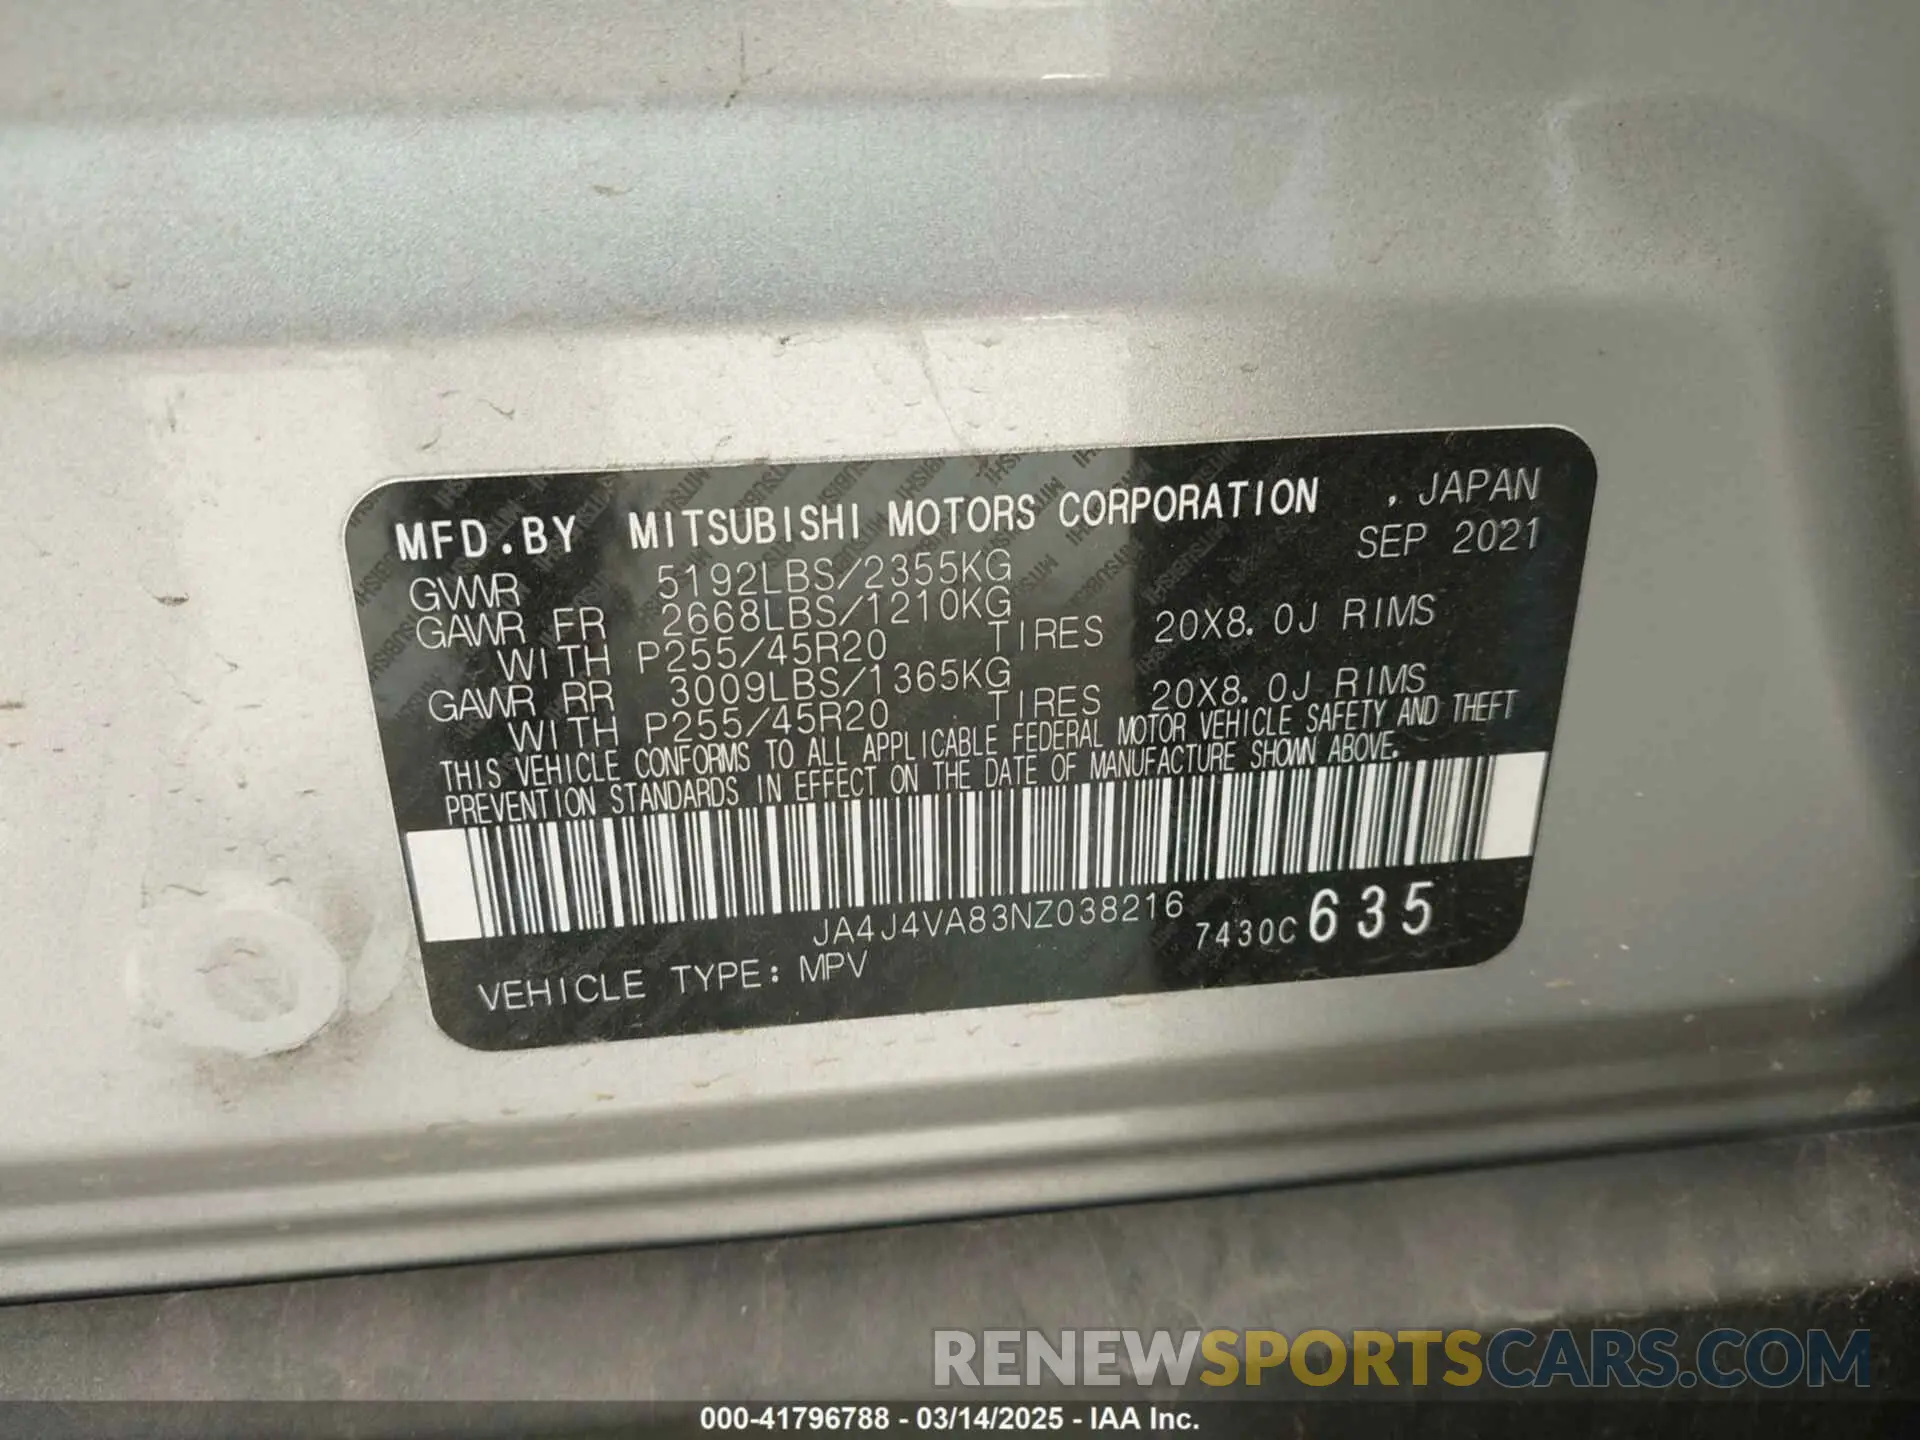 MFD.BY MITSUBISHI MOTORS CORPORATION , JAPAN
SEP 2021
GVWR 5192LBS/2355KG
GAWR FR 2668LBS/1210KG
WITH P255/45R20 TIRES 20X8.0J RIMS
GAWR RR 3009LBS/1365KG
WITH P255/45R20 TIRES 20X8.0J RIMS
THIS VEHICLE CONFORMS TO ALL APPLICABLE FEDERAL MOTOR VEHICLE SAFETY AND THEFT
PREVENTION STANDARDS IN EFFECT ON THE DATE OF MANUFACTURE SHOWN ABOVE.
JA4J4VA83NZ038216 7430C 635
VEHICLE TYPE: MPV
RENEWSPORTSCARS.COM
000-41796788 - 03/14/2025 - IAA Inc.